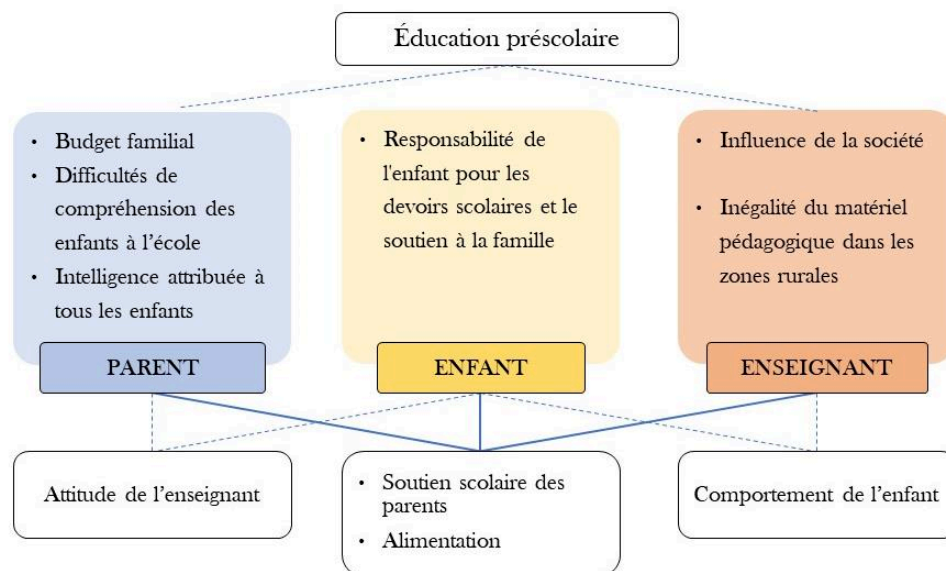 Éducation préscolaire
• Budget familial
• Difficultés de
compréhension des
enfants à l’école
• Intelligence attribuée à
tous les enfants
PARENT
• Responsabilité de
l'enfant pour les
devoirs scolaires et le
soutien à la famille
ENFANT
• Influence de la société
• Inégalité du matériel
pédagogique dans les
zones rurales
ENSEIGNANT
Attitude de l’enseignant
• Soutien scolaire des
parents
• Alimentation
Comportement de l’enfant